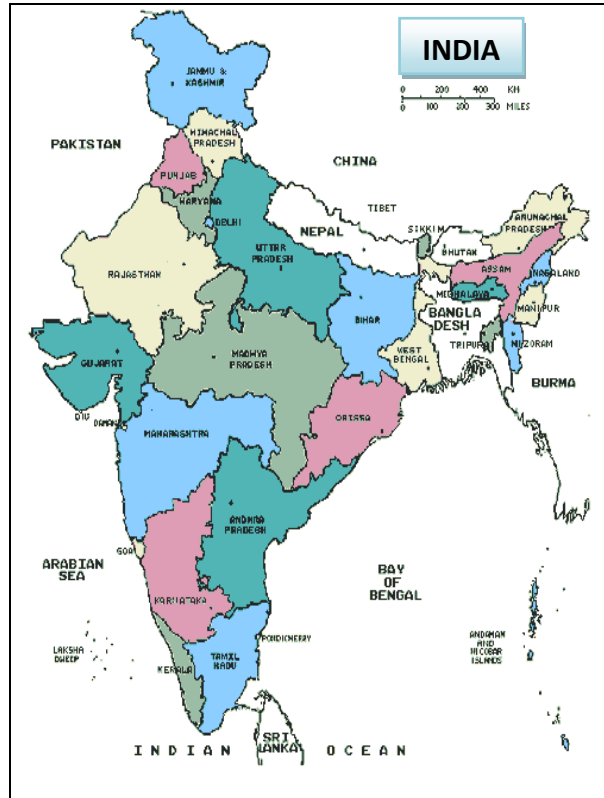 INDIA
0 200 400 KM
0 100 200 300 MILES
JAMMU &
KASHMIR
PAKISTAN
HIMACHAL
PRADESH
CHINA
PUNJAB
HARYANA
DELHI
TIBET
NEPAL
SIKKIM
BHUTAN
ARUNACHAL
PRADESH
UTTAR
PRADESH
RAJASTHAN
ASSAM
NAGALAND
MEGHALAYA
MANIPUR
BIHAR
BANGLA
DESH
TRIPURA
MIZORAM
WEST
BENGAL
GUJARAT
MADHYA
PRADESH
BURMA
DIU
DAMAN
MAHARASHTRA
ORISSA
ANDHRA
PRADESH
GOA
ARABIAN
SEA
BAY
OF
BENGAL
KARNATAKA
LAKSHA
DWEEP
KERALA
TAMIL
NADU
PONDICHERRY
ANDAMAN
AND
NICOBAR
ISLANDS
SRI
LANKA
INDIAN OCEAN